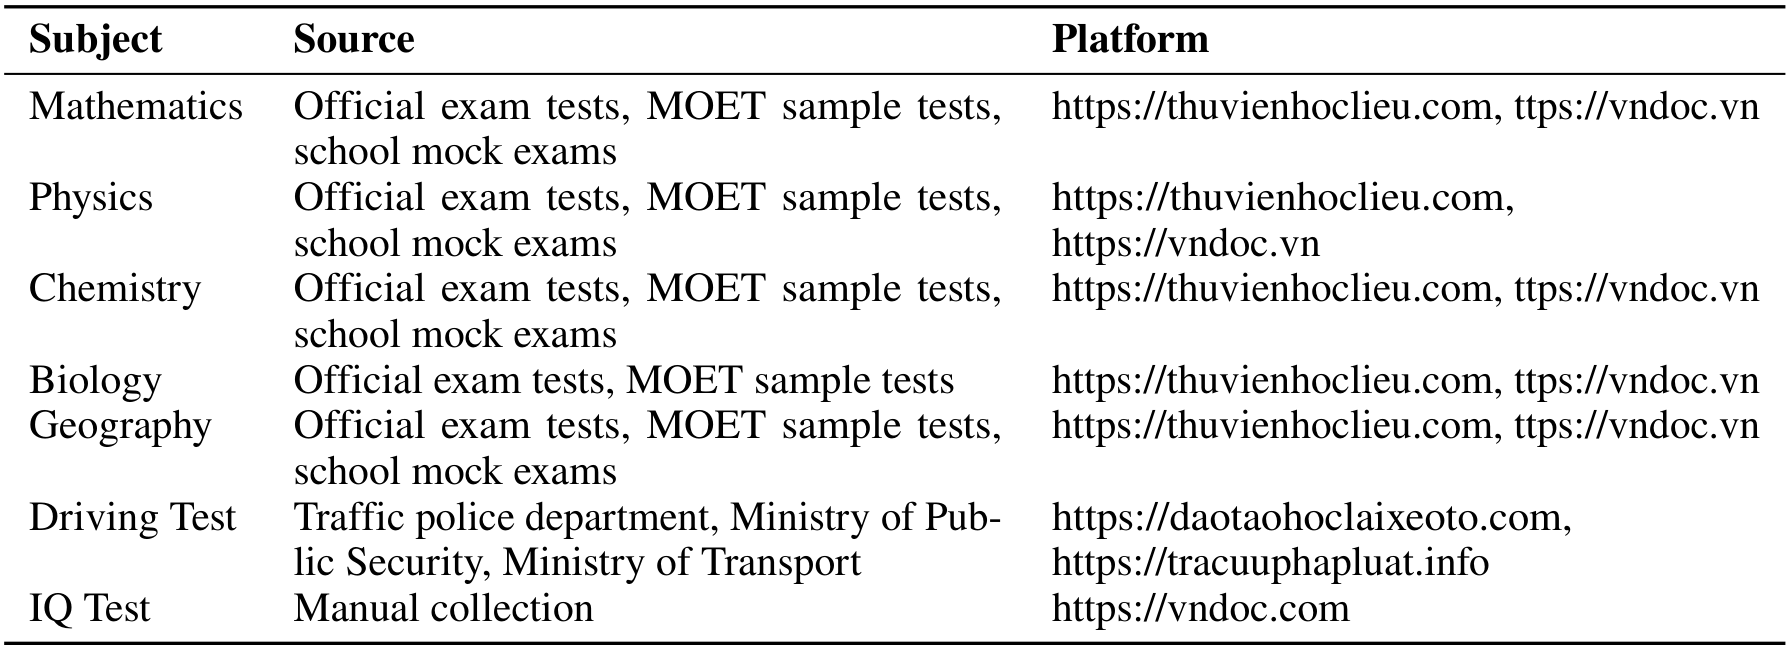 Subject Source Platform
Mathematics Official exam tests, MOET sample tests, https://thuvienhoclieu.com, ttps://vndoc.vn
school mock exams
Physics Official exam tests, MOET sample tests, https://thuvienhoclieu.com,
school mock exams https://vndoc.vn
Chemistry Official exam tests, MOET sample tests, https://thuvienhoclieu.com, ttps://vndoc.vn
school mock exams
Biology Official exam tests, MOET sample tests https://thuvienhoclieu.com, ttps://vndoc.vn
Geography Official exam tests, MOET sample tests, https://thuvienhoclieu.com, ttps://vndoc.vn
school mock exams
Driving Test Traffic police department, Ministry of Pub- https://daotaohoclaixeoto.com,
lic Security, Ministry of Transport https://tracuuphapluat.info
IQ Test Manual collection https://vndoc.com